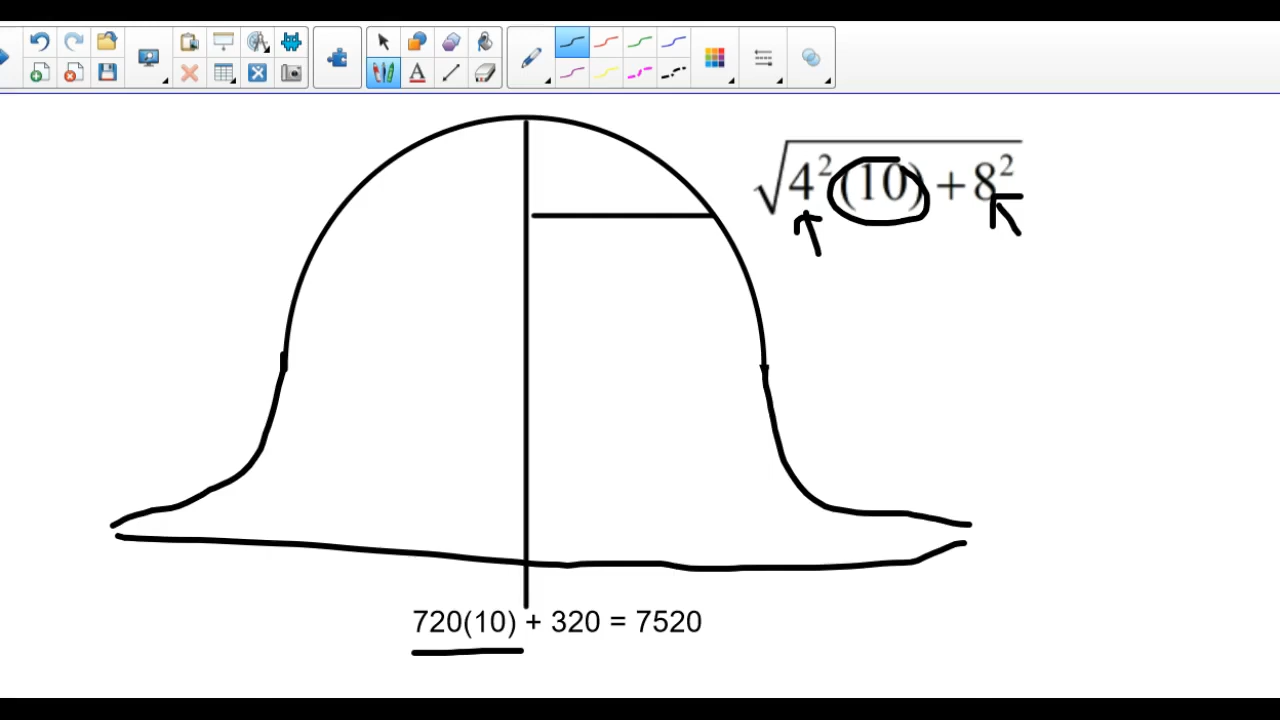 √4²(10) + 8²
720(10) + 320 = 7520